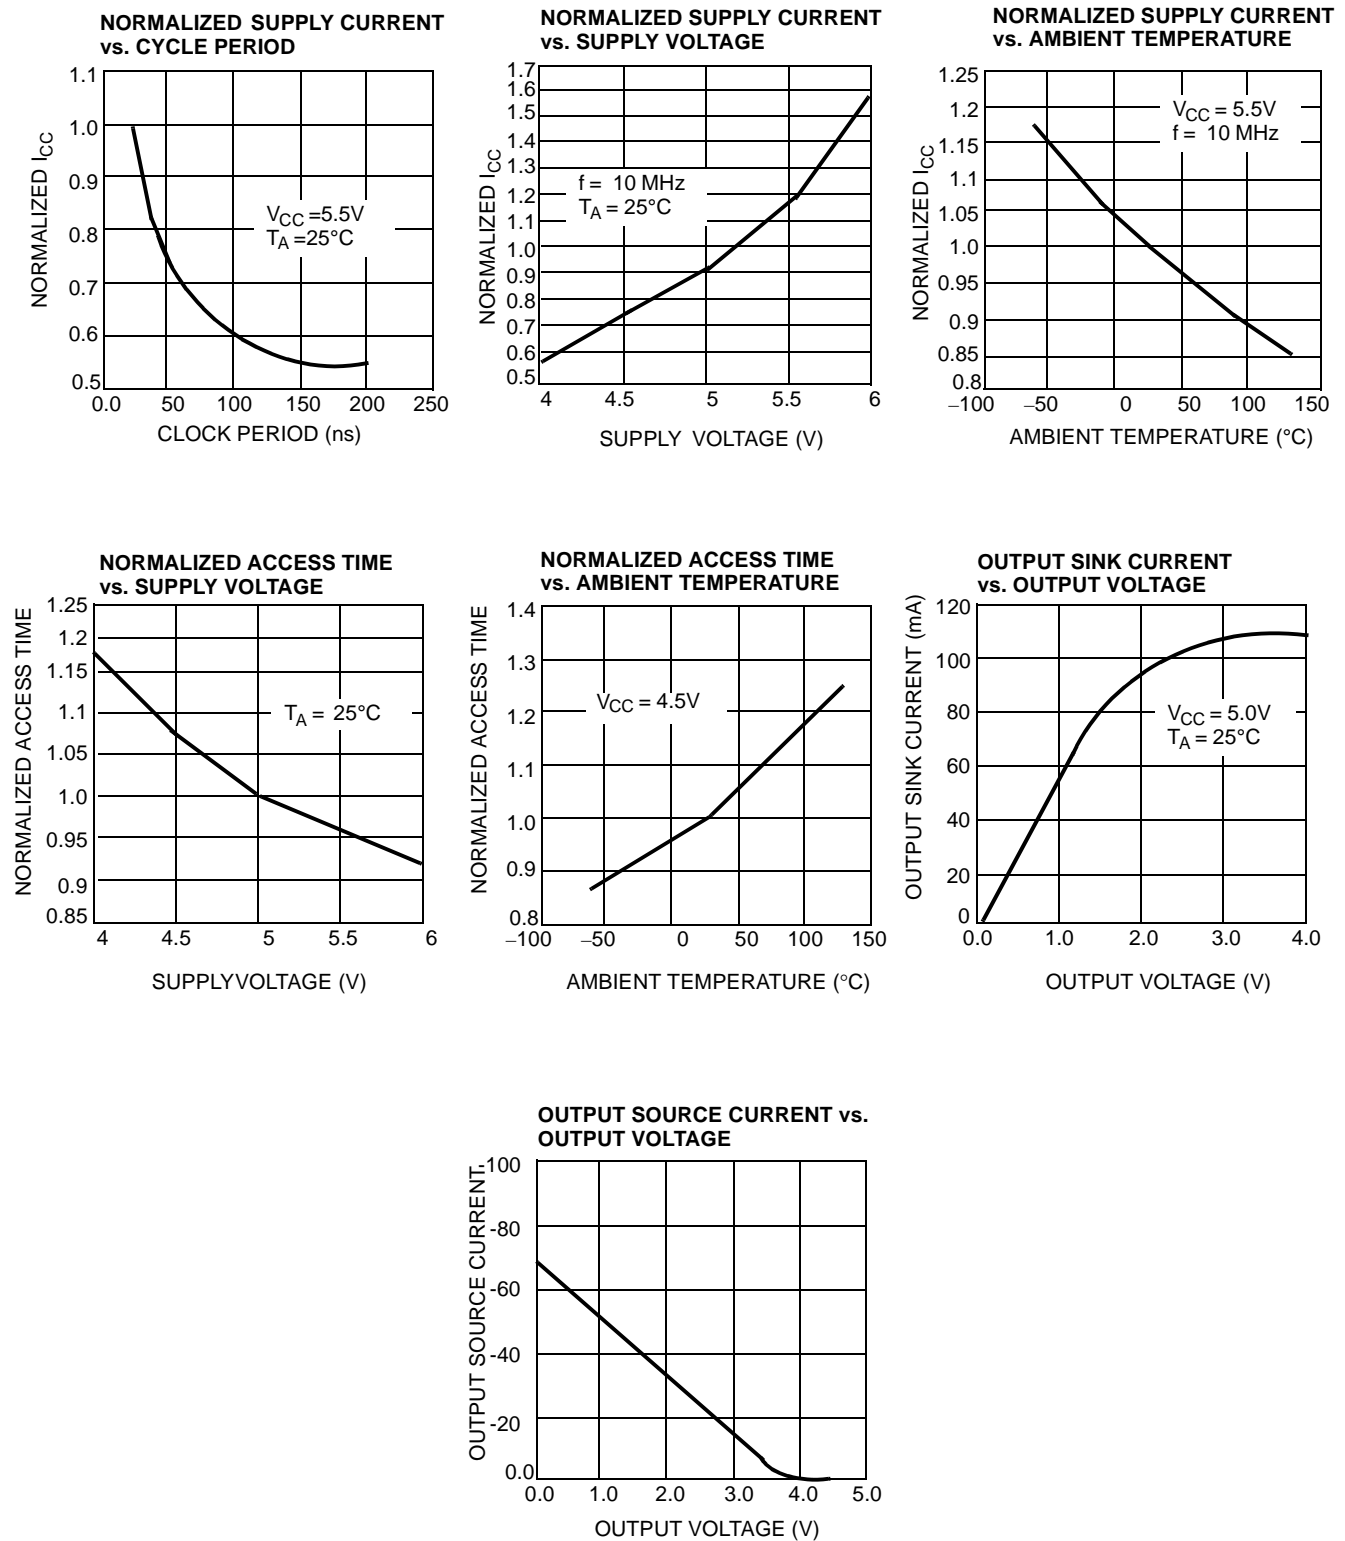 NORMALIZED SUPPLY CURRENT
vs. CYCLE PERIOD
1.1
1.0
0.9
0.8
0.7
0.6
0.5
NORMALIZED ICC
VCC =5.5V
TA =25°C
0.0 50 100 150 200 250
CLOCK PERIOD (ns)
NORMALIZED SUPPLY CURRENT
vs. SUPPLY VOLTAGE
1.7
1.6
1.5
1.4
1.3
1.2
1.1
1.0
0.9
0.8
0.7
0.6
0.5
NORMALIZED ICC
f = 10 MHz
TA = 25°C
4 4.5 5 5.5 6
SUPPLY VOLTAGE (V)
NORMALIZED SUPPLY CURRENT
vs. AMBIENT TEMPERATURE
1.25
1.2
1.15
1.1
1.05
1.0
0.95
0.9
0.85
0.8
NORMALIZED ICC
VCC = 5.5V
f = 10 MHz
–100 –50 0 50 100 150
AMBIENT TEMPERATURE (°C)
NORMALIZED ACCESS TIME
vs. SUPPLY VOLTAGE
1.25
1.2
1.15
1.1
1.05
1.0
0.95
0.9
0.85
NORMALIZED ACCESS TIME
TA = 25°C
4 4.5 5 5.5 6
SUPPLYVOLTAGE (V)
NORMALIZED ACCESS TIME
vs. AMBIENT TEMPERATURE
1.4
1.3
1.2
1.1
1.0
0.9
0.8
NORMALIZED ACCESS TIME
VCC = 4.5V
–100 –50 0 50 100 150
AMBIENT TEMPERATURE (°C)
OUTPUT SINK CURRENT
vs. OUTPUT VOLTAGE
120
100
80
60
40
20
0
OUTPUT SINK CURRENT (mA)
VCC = 5.0V
TA = 25°C
0.0 1.0 2.0 3.0 4.0
OUTPUT VOLTAGE (V)
OUTPUT SOURCE CURRENT vs.
OUTPUT VOLTAGE
-100
-80
-60
-40
-20
0.0
OUTPUT SOURCE CURRENT
0.0 1.0 2.0 3.0 4.0 5.0
OUTPUT VOLTAGE (V)